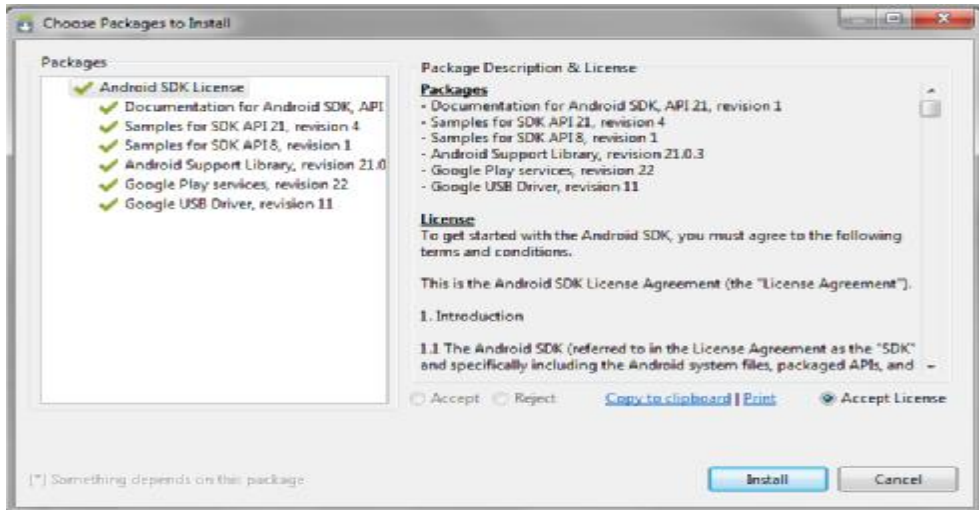 Choose Packages to Install
Packages
Android SDK License
Documentation for Android SDK, API
Samples for SDK API 21, revision 4
Samples for SDK API 8, revision 1
Android Support Library, revision 21.0
Google Play services, revision 22
Google USB Driver, revision 11
Package Description & License
Packages
- Documentation for Android SDK, API 21, revision 1
- Samples for SDK API 21, revision 4
- Samples for SDK API 8, revision 1
- Android Support Library, revision 21.0.3
- Google Play services, revision 22
- Google USB Driver, revision 11
License
To get started with the Android SDK, you must agree to the following
terms and conditions.
This is the Android SDK License Agreement (the "License Agreement").
1. Introduction
1.1 The Android SDK (referred to in the License Agreement as the "SDK"
and specifically including the Android system files, packaged APIs, and
Accept Reject Copy to clipboard | Print Accept License
[*] Something depends on this package
Install Cancel